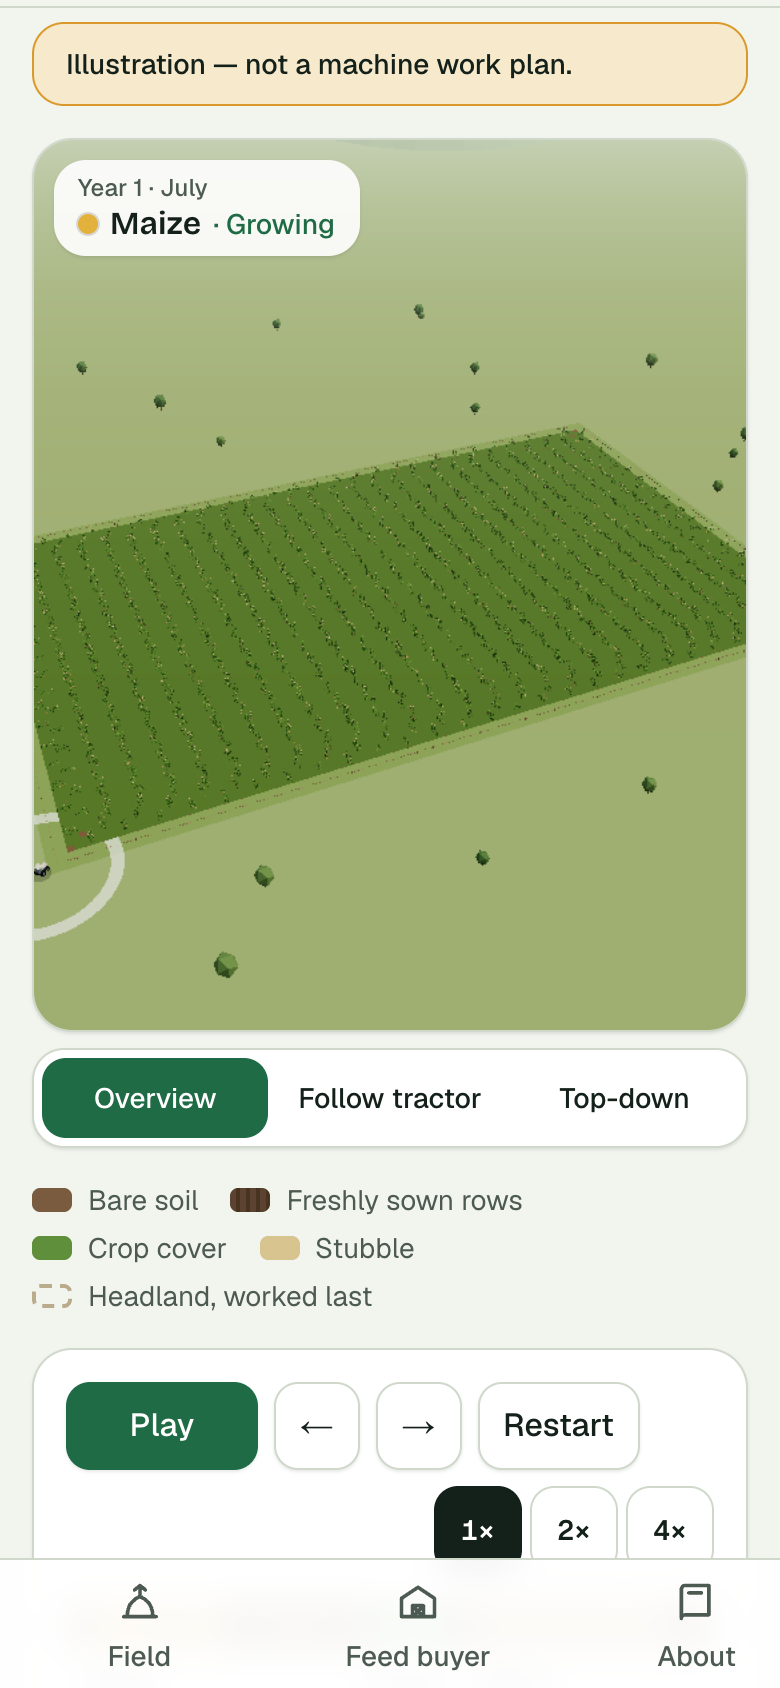 Illustration — not a machine work plan.
Year 1 · July
Maize · Growing
Overview
Follow tractor
Top-down
Bare soil
Freshly sown rows
Crop cover
Stubble
Headland, worked last
Play
←
→
Restart
1×
2×
4×
Field
Feed buyer
About